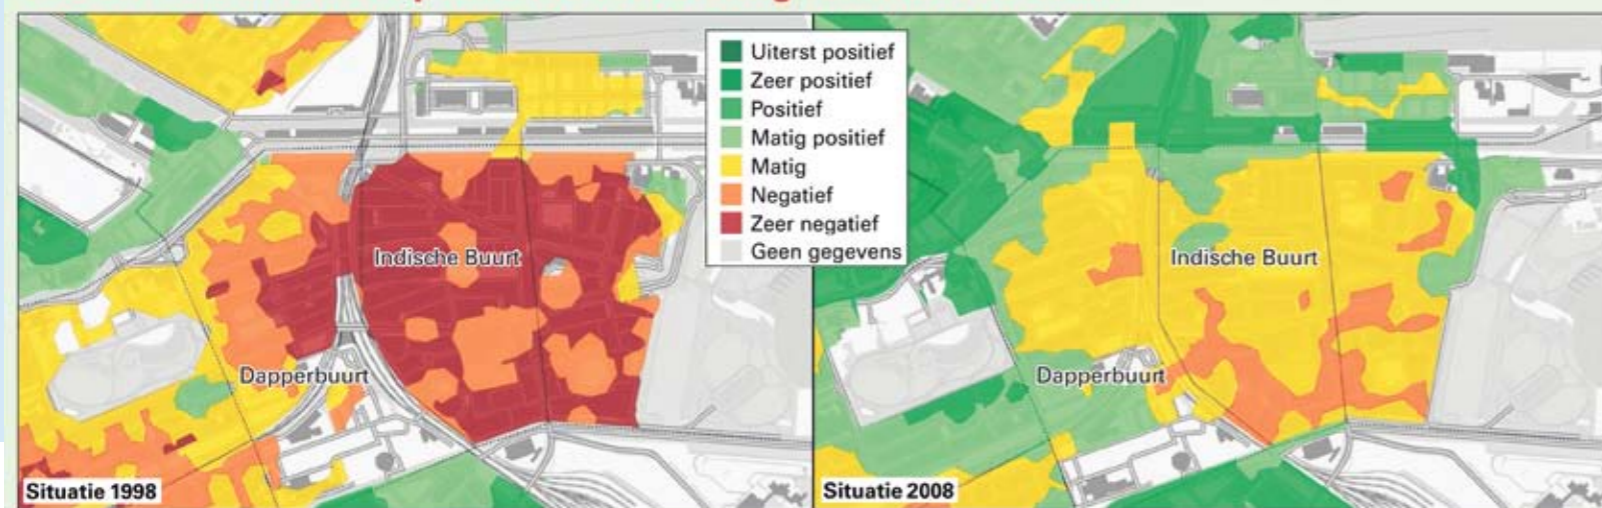 Uiterst positief
Zeer positief
Positief
Matig positief
Matig
Negatief
Zeer negatief
Geen gegevens
Indische Buurt
Dapperbuurt
Situatie 1998
Indische Buurt
Dapperbuurt
Situatie 2008